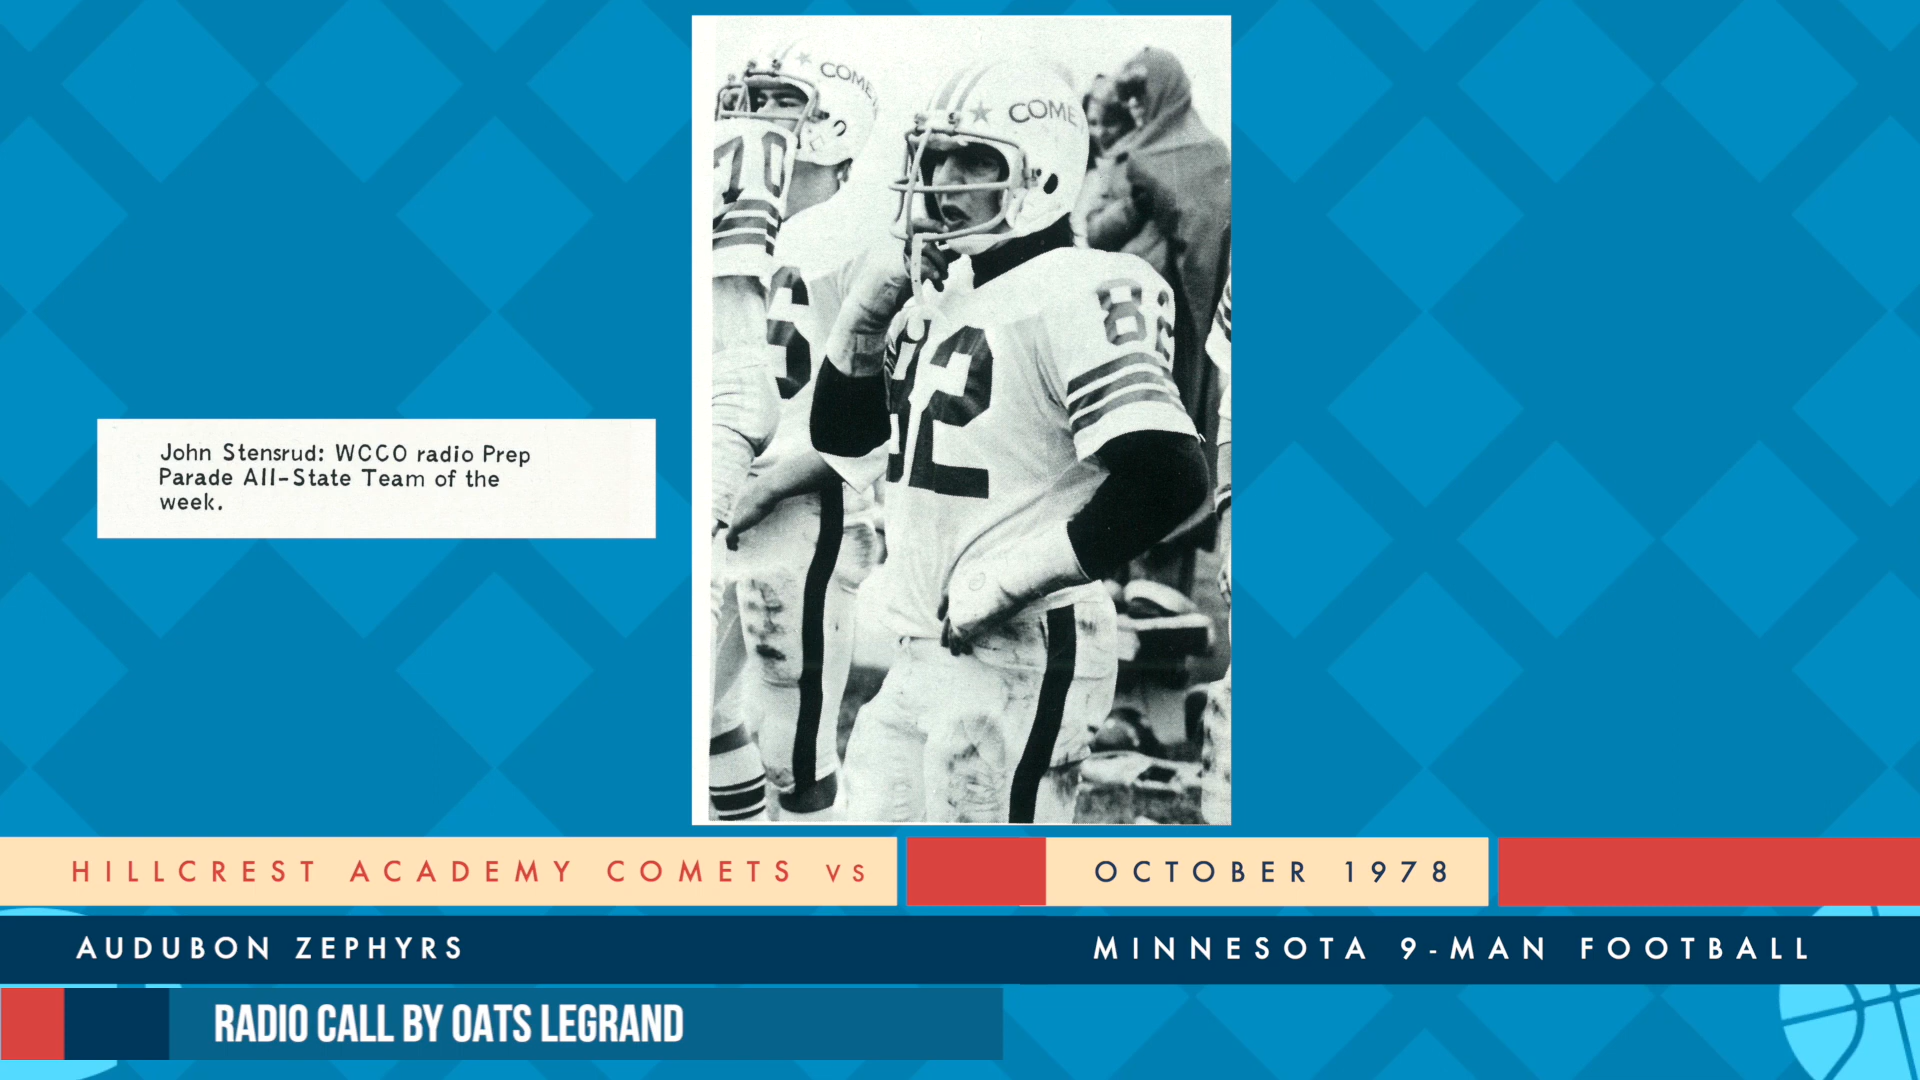 COME
COME
70
82
82
John Stensrud: WCCO radio Prep
Parade All-State Team of the
week.
HILLCREST ACADEMY COMETS VS
OCTOBER 1978
AUDUBON ZEPHYRS
MINNESOTA 9-MAN FOOTBALL
RADIO CALL BY OATS LEGRAND